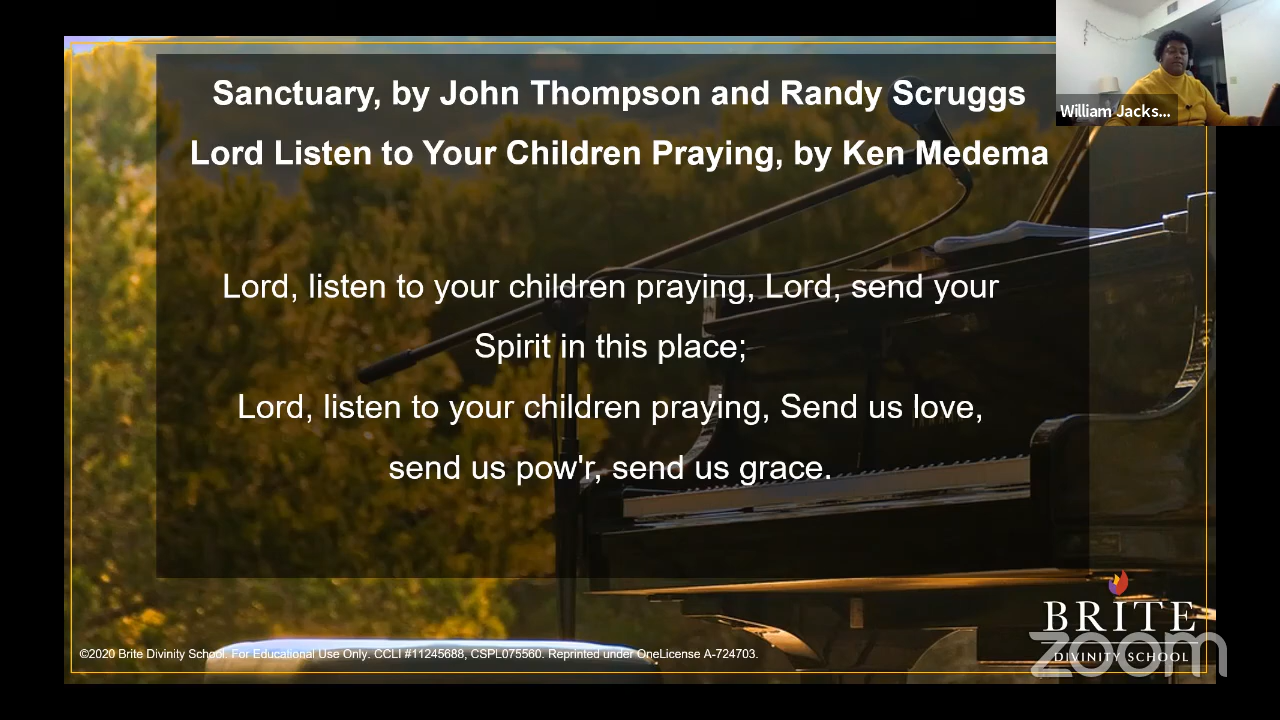 Sanctuary, by John Thompson and Randy Scruggs
Lord Listen to Your Children Praying, by Ken Medema
William Jacks...
Lord, listen to your children praying, Lord, send your
Spirit in this place;
Lord, listen to your children praying, Send us love,
send us pow'r, send us grace.
BRITE
DIVINITY SCHOOL
zoom
©2020 Brite Divinity School. For Educational Use Only. CCLI #11245688, CSPL075560. Reprinted under OneLicense A-724703.